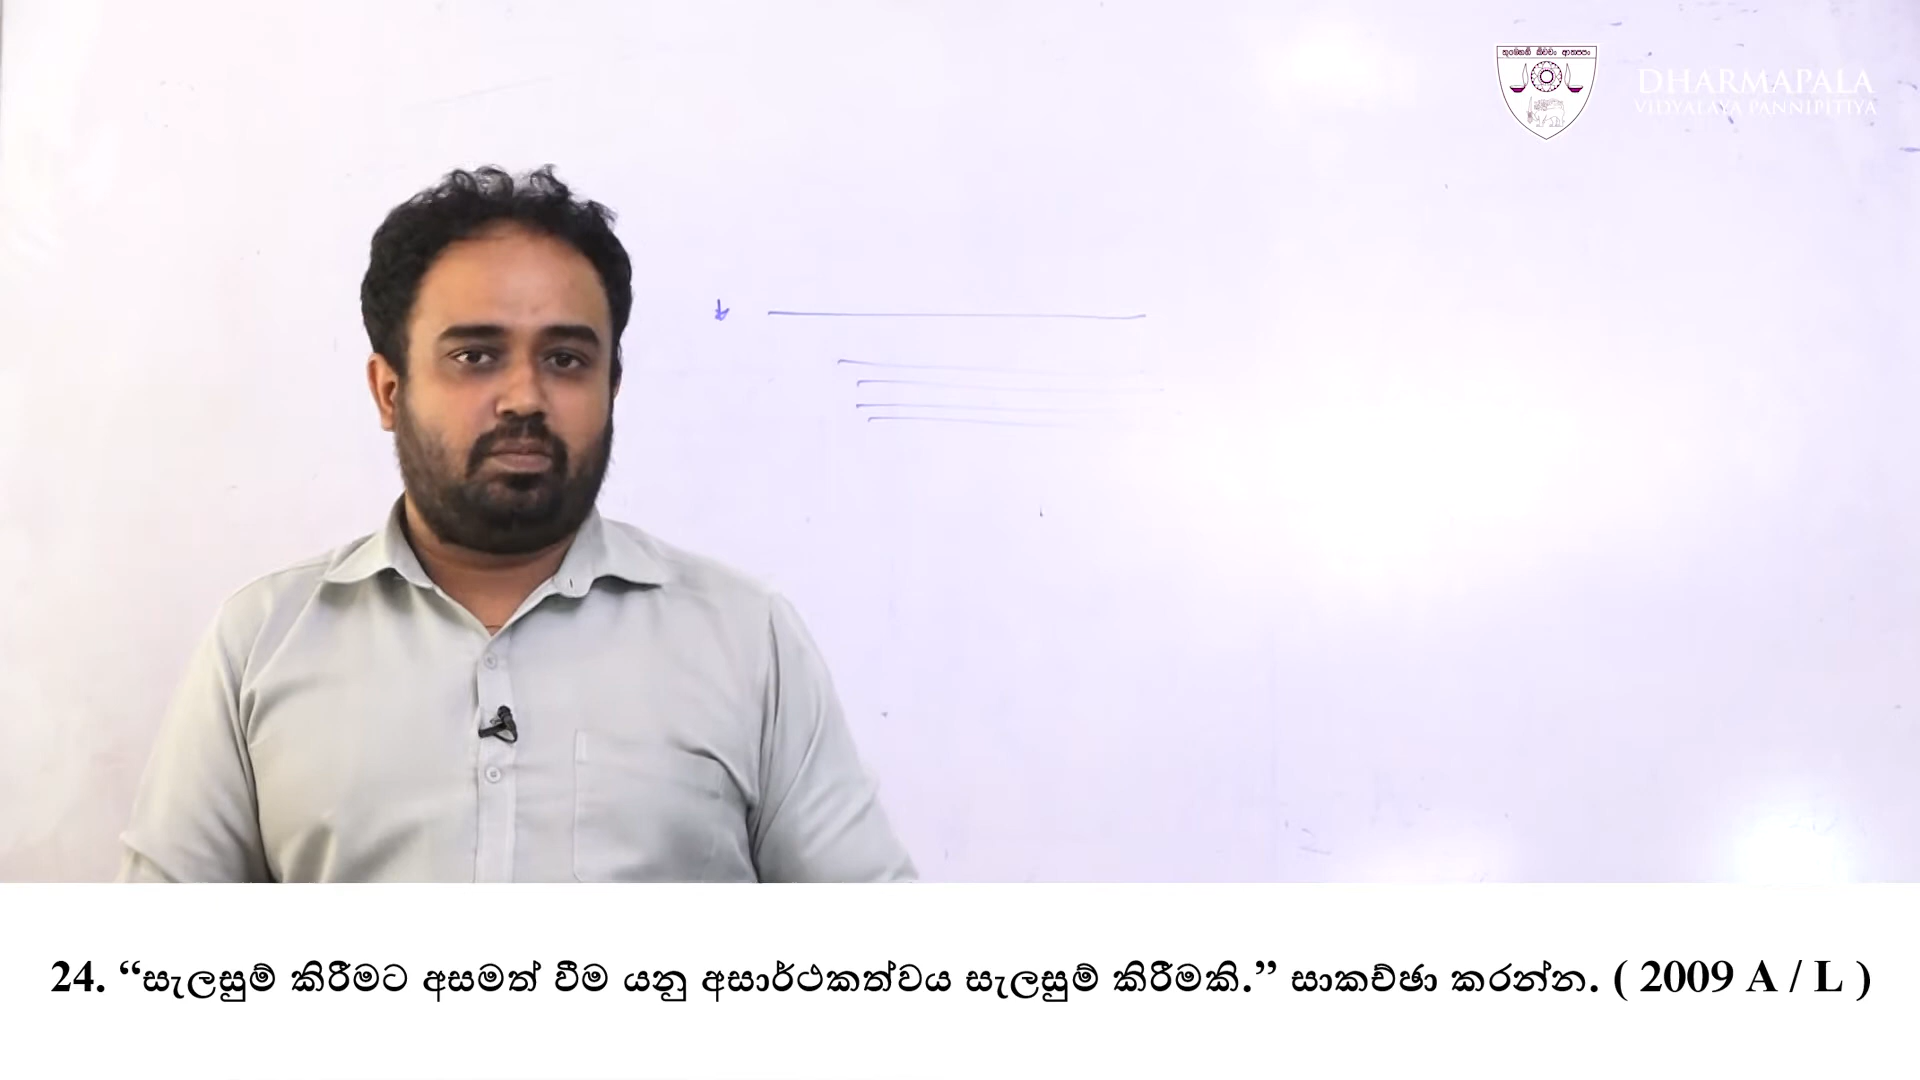 DHARMAPALA
VIDYALAYA PANNIPITIYA
24. “සැලසුම් කිරීමට අසමත් වීම යනු අසාර්ථකත්වය සැලසුම් කිරීමකි.” සාකච්ඡා කරන්න. ( 2009 A / L )